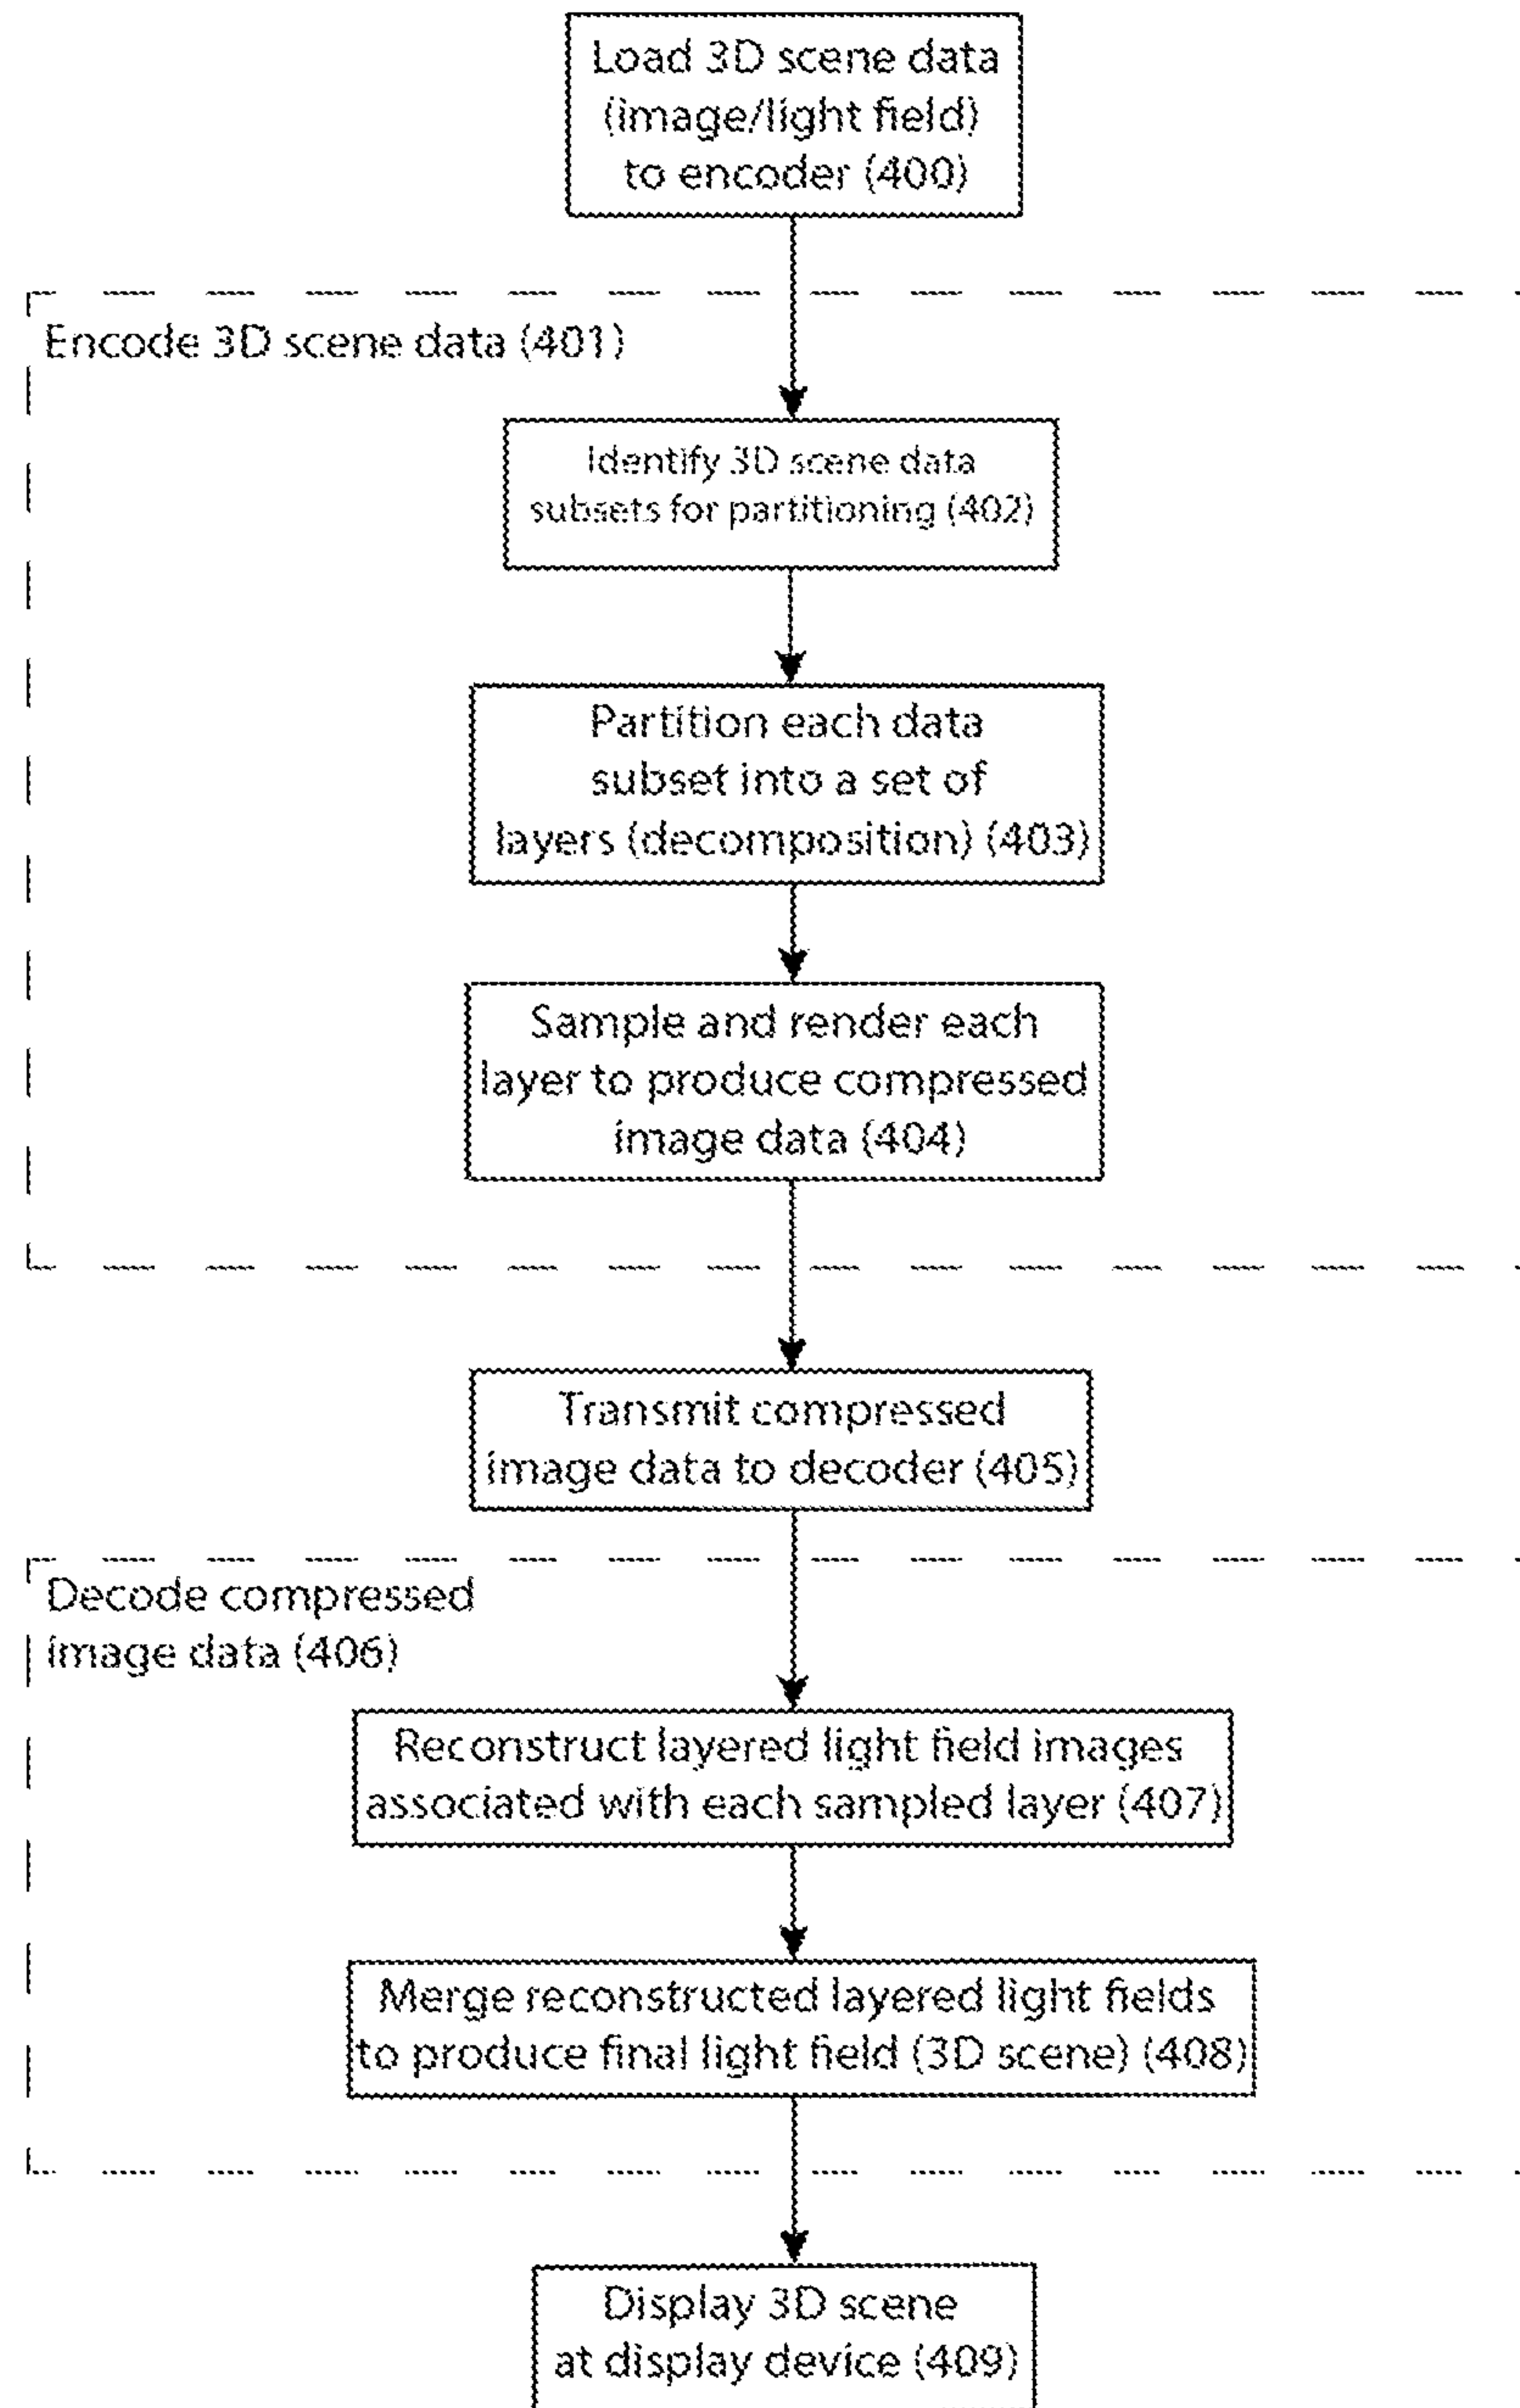 Load 3D scene data
(image/light field)
to encoder (400)
Encode 3D scene data (401)
Identify 3D scene data
subsets for partitioning (402)
Partition each data
subset into a set of
layers (decomposition) (403)
Sample and render each
layer to produce compressed
image data (404)
Transmit compressed
image data to decoder (405)
Decode compressed
image data (406)
Reconstruct layered light field images
associated with each sampled layer (407)
Merge reconstructed layered light fields
to produce final light field (3D scene) (408)
Display 3D scene
at display device (409)